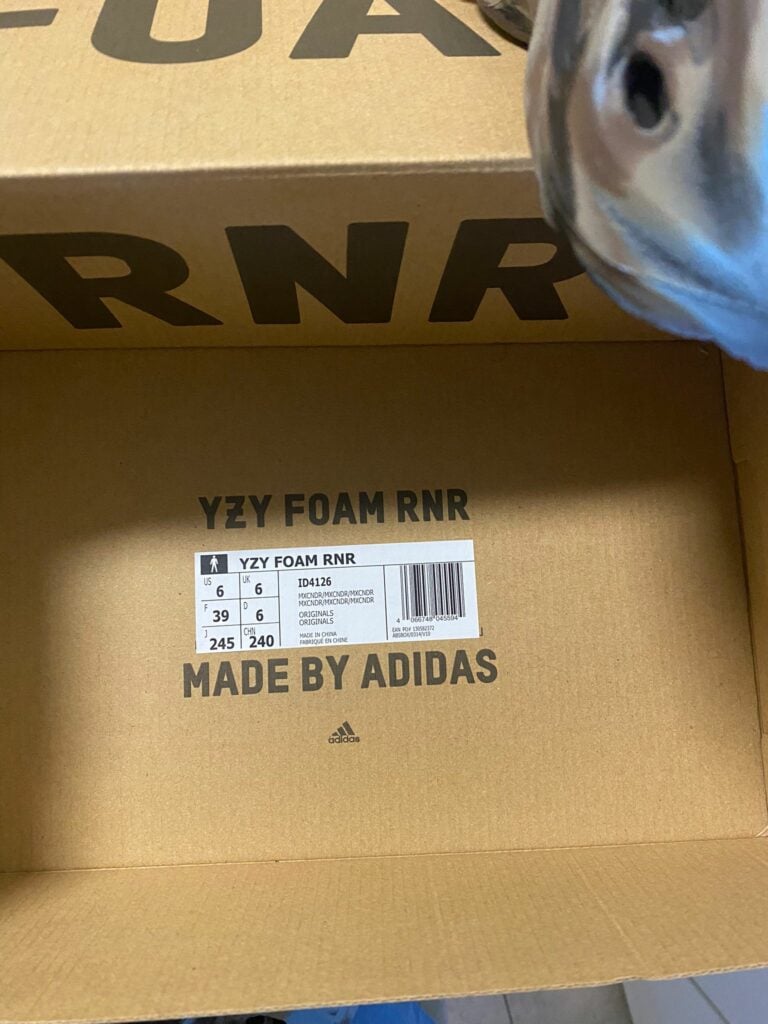 FOA
RNR
YZY FOAM RNR
YZY FOAM RNR
US 6 UK 6
F 39 D 6
J 245 CHN 240
ID4126
MXCNDR/MXCNDR/MXCNDR
MXCNDR/MXCNDR/MXCNDR
ORIGINALS
ORIGINALS
MADE IN CHINA
FABRIQUÉ EN CHINE
4 066748 045594
MADE BY ADIDAS
adidas